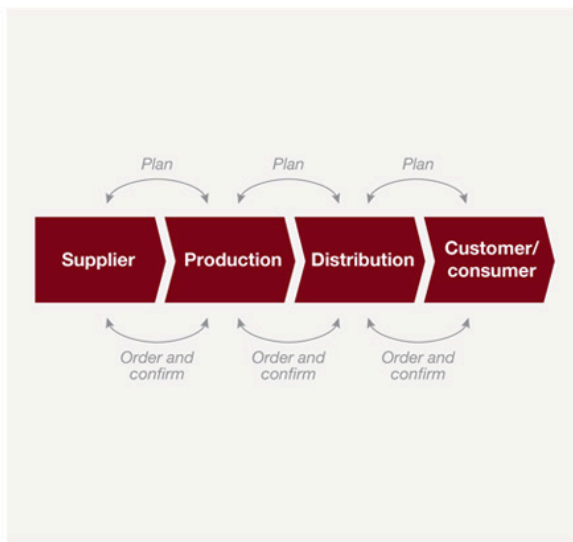 Plan
Plan
Plan
Supplier
Production
Distribution
Customer/
consumer
Order and
confirm
Order and
confirm
Order and
confirm